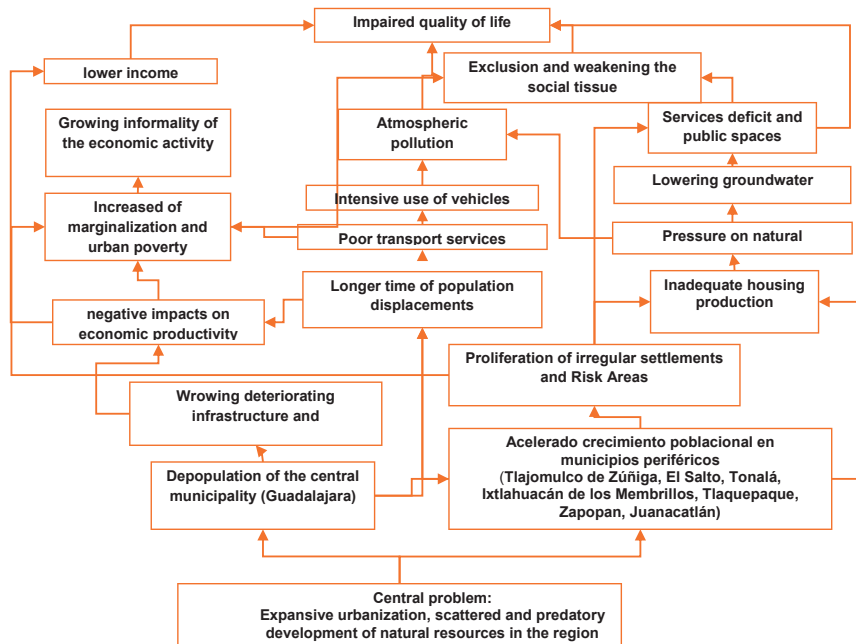 Impaired quality of life
lower income
Exclusion and weakening the
social tissue
Growing informality of
the economic activity
Atmospheric
pollution
Services deficit and
public spaces
Lowering groundwater
Intensive use of vehicles
Increased of
marginalization and
urban poverty
Poor transport services
Pressure on natural
Longer time of population
displacements
Inadequate housing
production
negative impacts on
economic productivity
Proliferation of irregular settlements
and Risk Areas
Wrowing deteriorating
infrastructure and
Acelerado crecimiento poblacional en
municipios periféricos
(Tlajomulco de Zúñiga, El Salto, Tonalá,
Ixtlahuacán de los Membrillos, Tlaquepaque,
Zapopan, Juanacatlán)
Depopulation of the central
municipality (Guadalajara)
Central problem:
Expansive urbanization, scattered and predatory
development of natural resources in the region